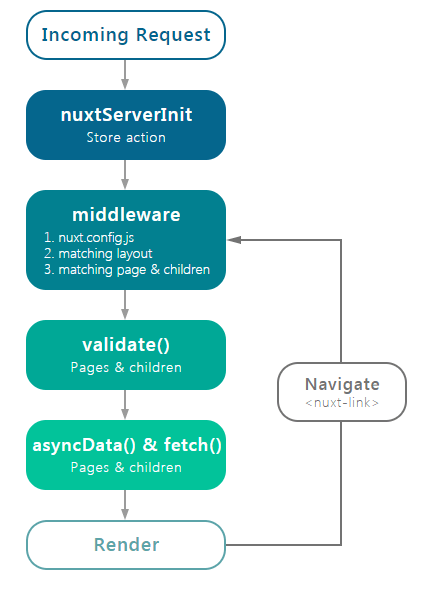 Incoming Request
nuxtServerInit
Store action
middleware
1. nuxt.config.js
2. matching layout
3. matching page & children
validate()
Pages & children
Navigate
<nuxt-link>
asyncData() & fetch()
Pages & children
Render